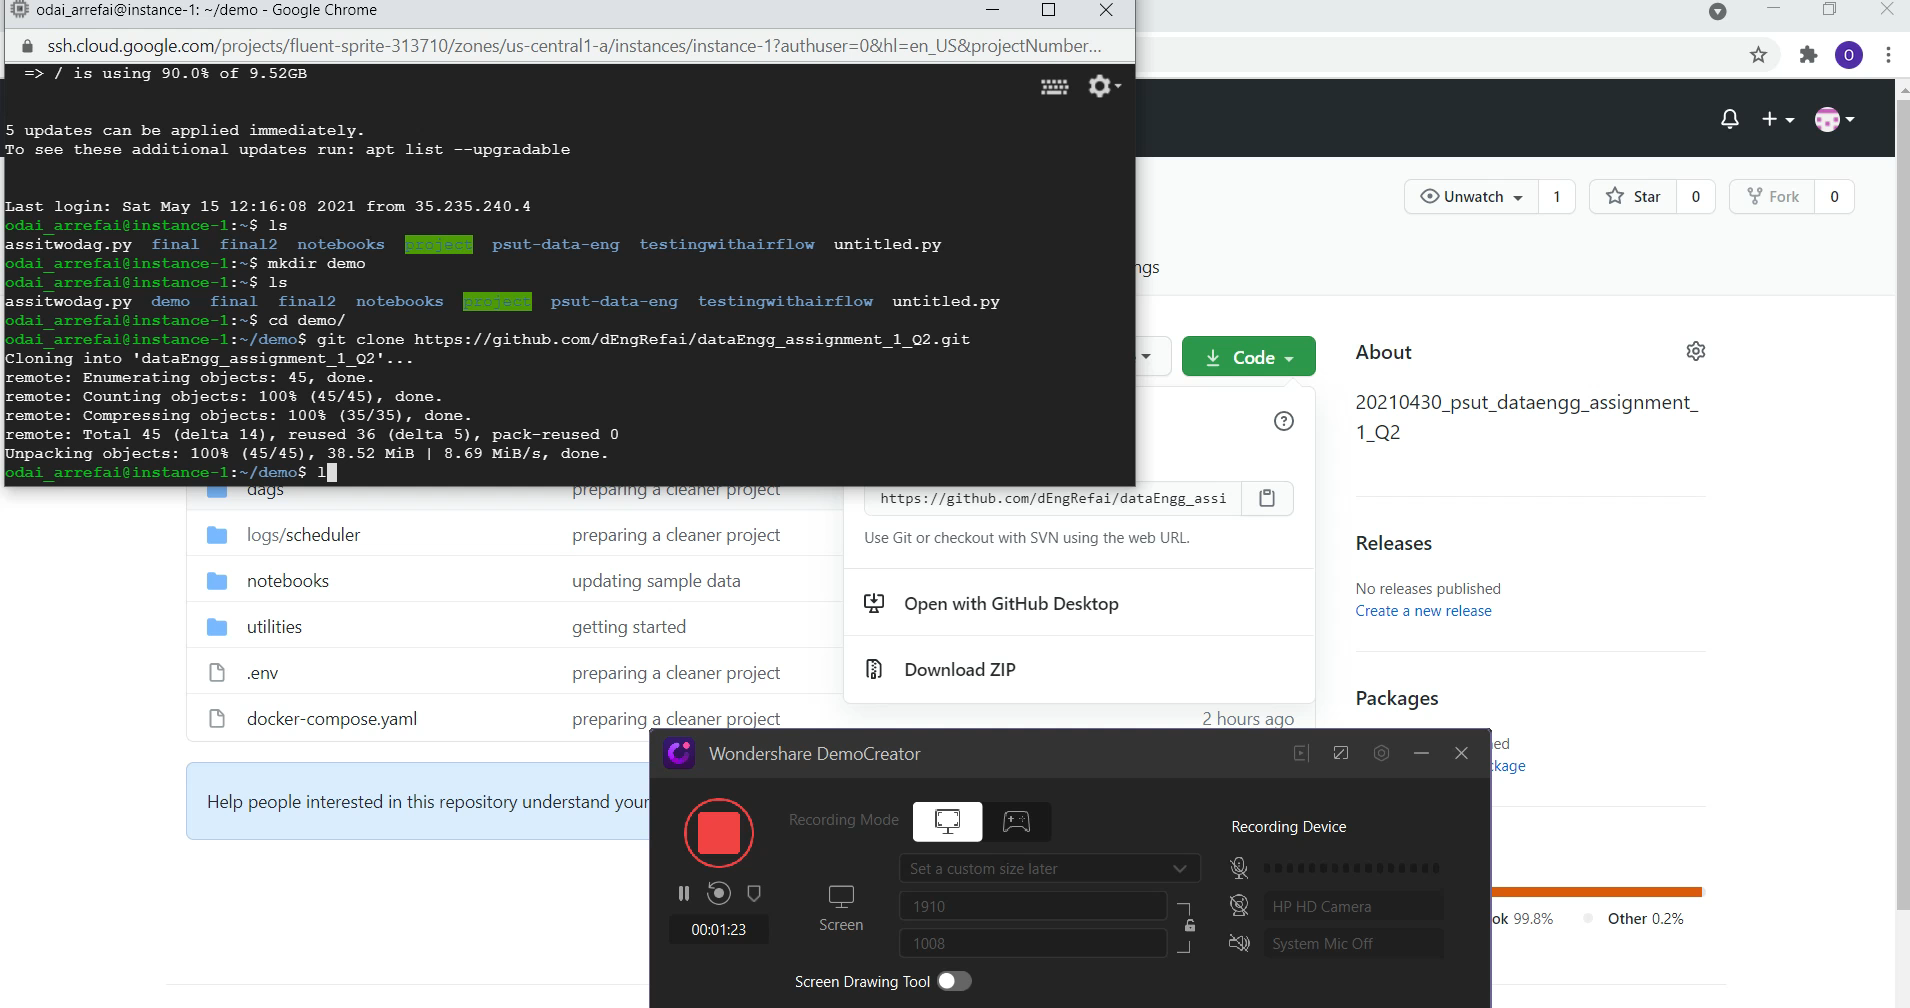 odai_arrefai@instance-1: ~/demo - Google Chrome
ssh.cloud.google.com/projects/fluent-sprite-313710/zones/us-central1-a/instances/instance-1?authuser=0&hl=en_US&projectNumber...
=> / is using 90.0% of 9.52GB
5 updates can be applied immediately.
To see these additional updates run: apt list --upgradable
Last login: Sat May 15 12:16:08 2021 from 35.235.240.4
odai_arrefai@instance-1:~$ ls
assitwodag.py final final2 notebooks project psut-data-eng testingwithairflow untitled.py
odai_arrefai@instance-1:~$ mkdir demo
odai_arrefai@instance-1:~$ ls
assitwodag.py demo final final2 notebooks project psut-data-eng testingwithairflow untitled.py
odai_arrefai@instance-1:~$ cd demo/
odai_arrefai@instance-1:~/demo$ git clone https://github.com/dEngRefai/dataEngg_assignment_1_Q2.git
Cloning into 'dataEngg_assignment_1_Q2'...
remote: Enumerating objects: 45, done.
remote: Counting objects: 100% (45/45), done.
remote: Compressing objects: 100% (35/35), done.
remote: Total 45 (delta 14), reused 36 (delta 5), pack-reused 0
Unpacking objects: 100% (45/45), 38.52 MiB | 8.69 MiB/s, done.
odai_arrefai@instance-1:~/demo$ l
O
Unwatch 1 Star 0 Fork 0
ngs
Code
About
20210430_psut_dataengg_assignment_
1_Q2
https://github.com/dEngRefai/dataEngg_assi
Use Git or checkout with SVN using the web URL.
Open with GitHub Desktop
Download ZIP
dags preparing a cleaner project
logs/scheduler preparing a cleaner project
notebooks updating sample data
utilities getting started
.env preparing a cleaner project
docker-compose.yaml preparing a cleaner project 2 hours ago
Releases
No releases published
Create a new release
Packages
ed
kage
Help people interested in this repository understand your
ok 99.8% Other 0.2%
Wondershare DemoCreator
Recording Mode
Recording Device
Set a custom size later
1910
1008
Screen
00:01:23
HP HD Camera
System Mic Off
Screen Drawing Tool